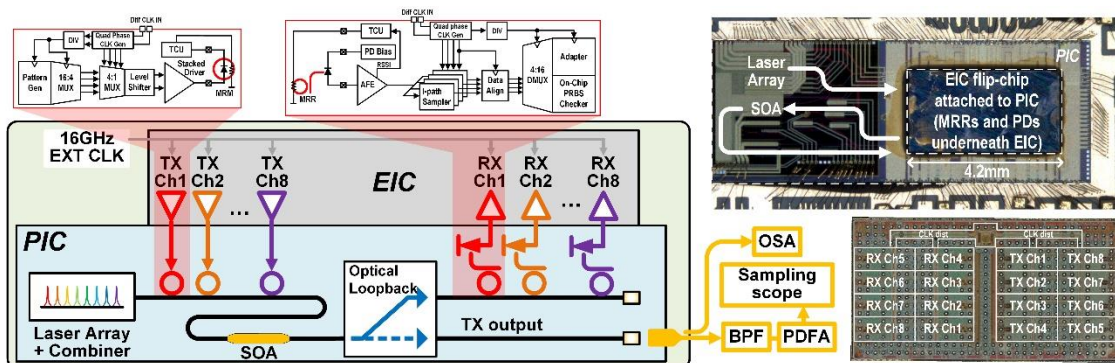 Diff CLK IN
DIV
Quad phase
CLK Gen
TCU
Stacked
Driver
Pattern
Gen
16:4
MUX
4:1
MUX
Level
Shifter
MRM
Diff CLK IN
TCU
Quad phase
CLK Gen
DIV
PD Bias
RSSI
MRR
AFE
I-path
Sampler
Data
Align
4:16
DMUX
Adapter
On-Chip
PRBS
Checker
16GHz
EXT CLK
TX
Ch1
TX
Ch2
TX
Ch8
...
EIC
RX
Ch1
RX
Ch2
RX
Ch8
...
PIC
Laser Array
+ Combiner
SOA
Optical
Loopback
TX output
OSA
Sampling
scope
BPF
PDFA
PIC
Laser
Array
SOA
EIC flip-chip
attached to PIC
(MRRs and PDs
underneath EIC)
4.2mm
CLK dist
CLK dist
RX Ch5 RX Ch4 TX Ch1 TX Ch8
RX Ch6 RX Ch3 TX Ch2 TX Ch7
RX Ch7 RX Ch2 TX Ch3 TX Ch6
RX Ch8 RX Ch1 TX Ch4 TX Ch5